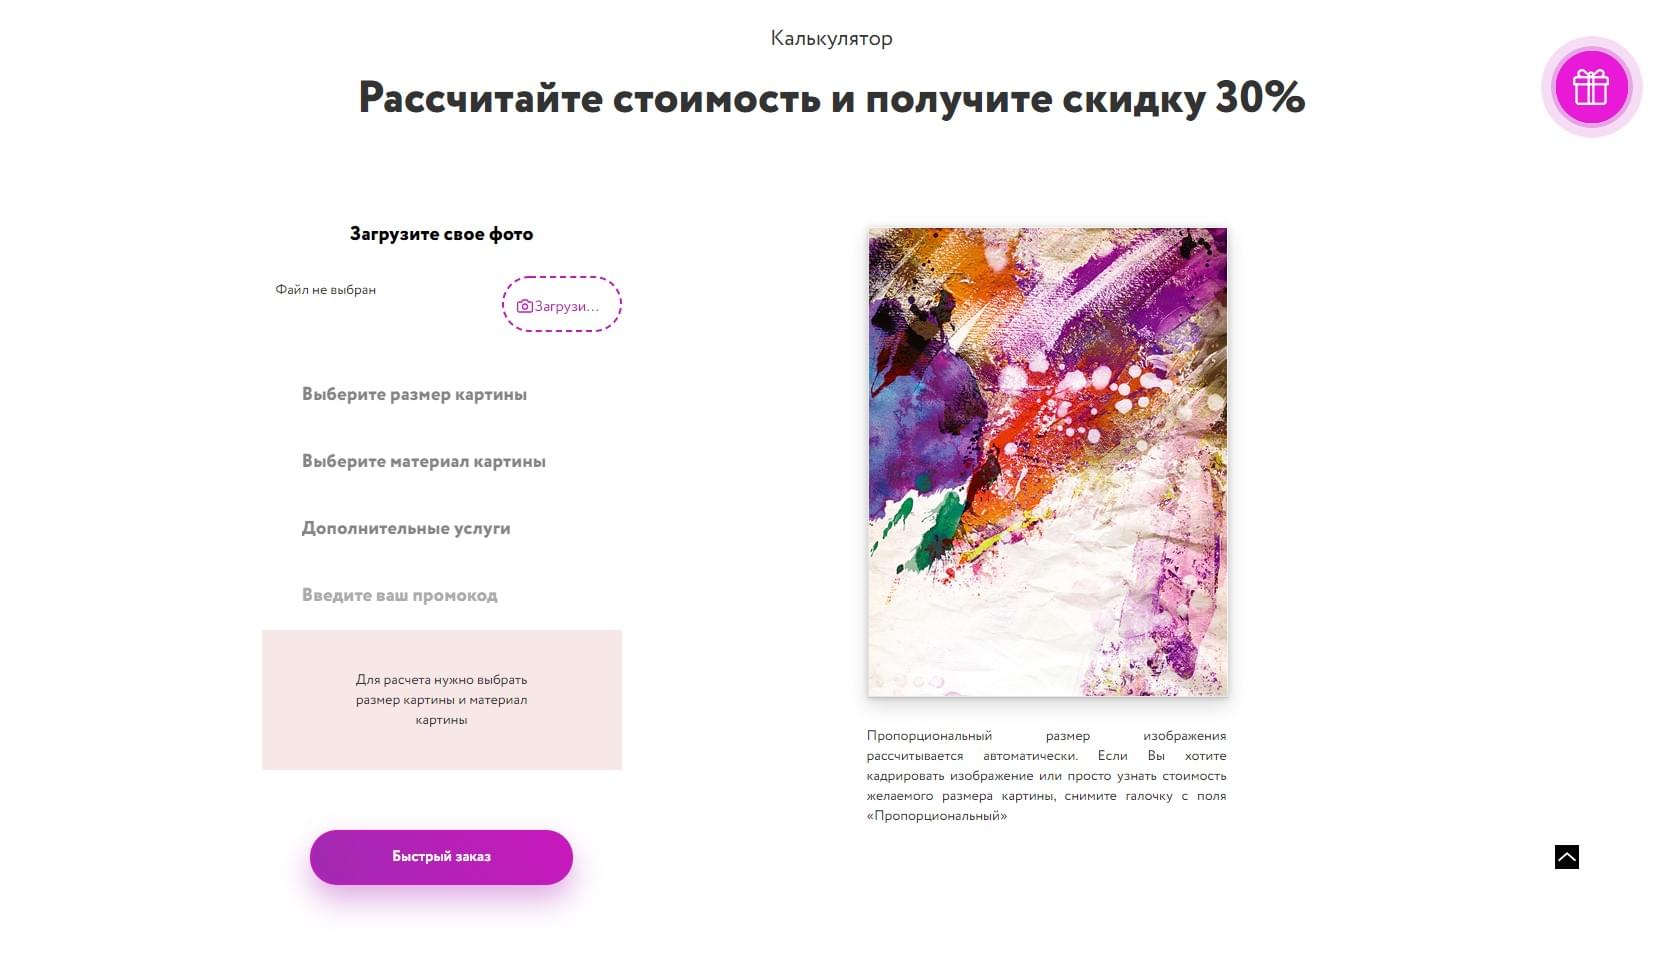 Калькулятор
Рассчитайте стоимость и получите скидку 30%
Загрузите свое фото
Файл не выбран
Загрузи...
Выберите размер картины
Выберите материал картины
Дополнительные услуги
Введите ваш промокод
Для расчета нужно выбрать
размер картины и материал
картины
Быстрый заказ
Пропорциональный размер изображения
рассчитывается автоматически. Если Вы хотите
кадрировать изображение или просто узнать стоимость
желаемого размера картины, снимите галочку с поля
«Пропорциональный»